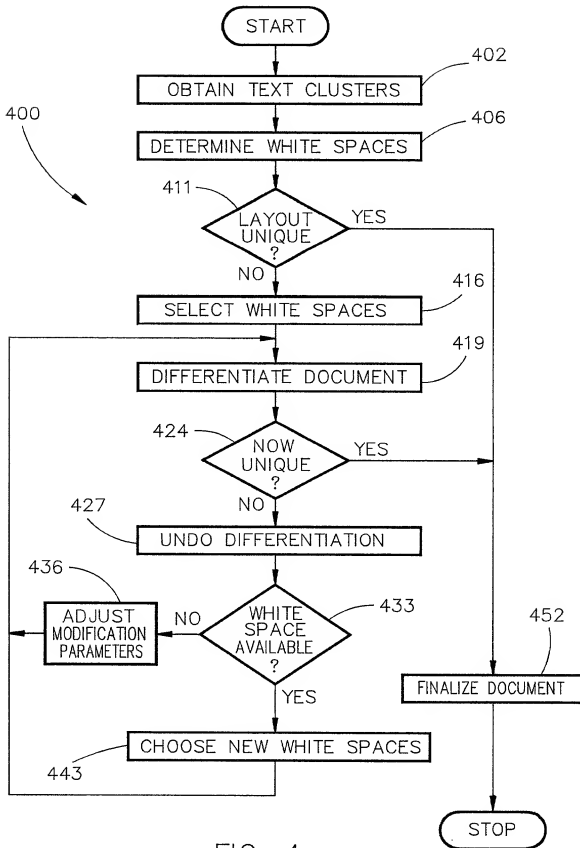 START
402
OBTAIN TEXT CLUSTERS
400
406
DETERMINE WHITE SPACES
411
LAYOUT
UNIQUE
?
YES
NO
416
SELECT WHITE SPACES
419
DIFFERENTIATE DOCUMENT
424
NOW
UNIQUE
?
YES
NO
427
UNDO DIFFERENTIATION
436
433
WHITE
SPACE
AVAILABLE
?
NO
ADJUST
MODIFICATION
PARAMETERS
YES
452
FINALIZE DOCUMENT
CHOOSE NEW WHITE SPACES
443
STOP
FIG. 4